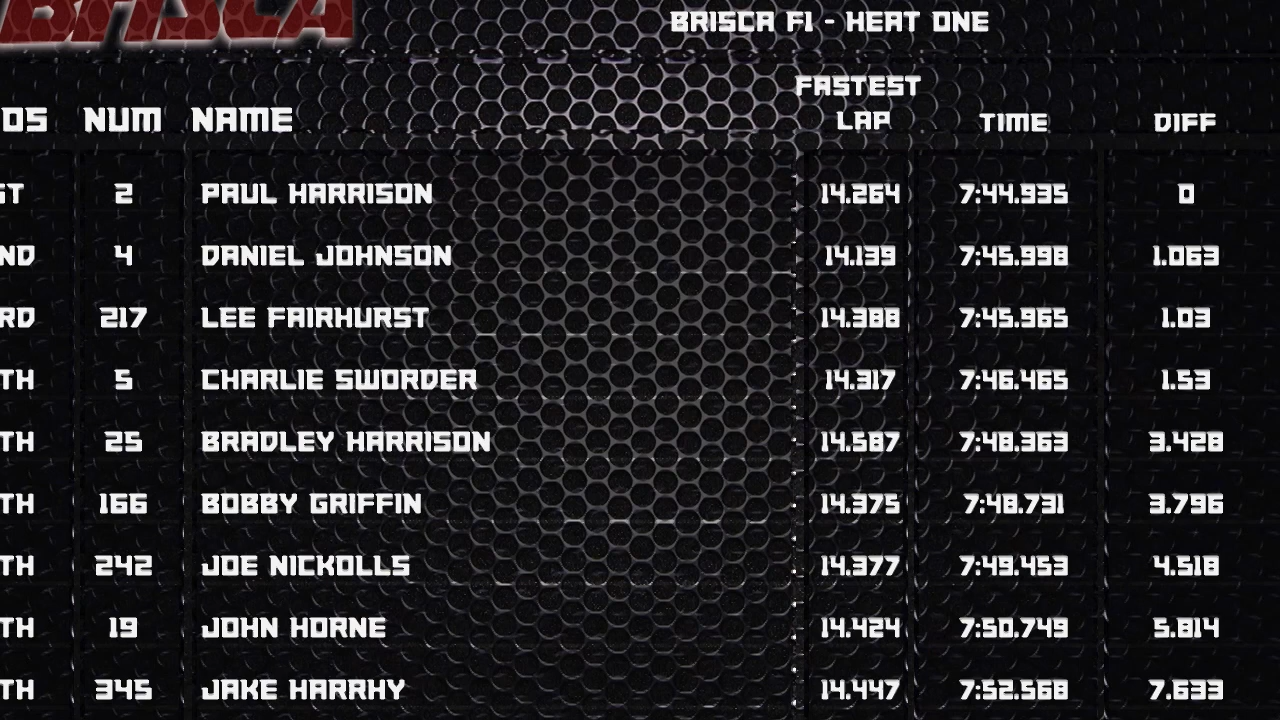 BRISCA
BRISCA F1 - HEAT ONE
OS NUM NAME FASTEST LAP TIME DIFF
ST 2 PAUL HARRISON 14.264 7:44.935 0
ND 4 DANIEL JOHNSON 14.139 7:45.998 1.063
RD 217 LEE FAIRHURST 14.388 7:45.965 1.03
TH 5 CHARLIE SWORDER 14.317 7:46.465 1.53
TH 25 BRADLEY HARRISON 14.587 7:48.363 3.428
TH 166 BOBBY GRIFFIN 14.375 7:48.731 3.796
TH 242 JOE NICKOLLS 14.377 7:49.453 4.518
TH 19 JOHN HORNE 14.424 7:50.749 5.814
TH 345 JAKE HARRHY 14.447 7:52.568 7.633